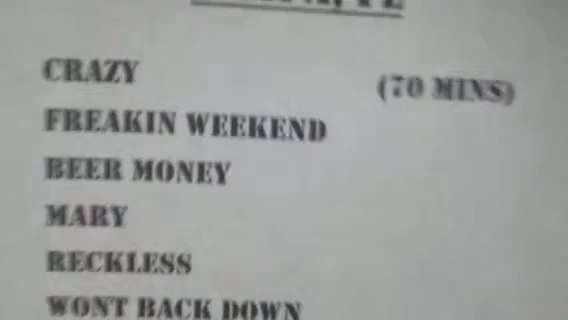 CRAZY
(70 MINS)
FREAKIN WEEKEND
BEER MONEY
MARY
RECKLESS
WONT BACK DOWN